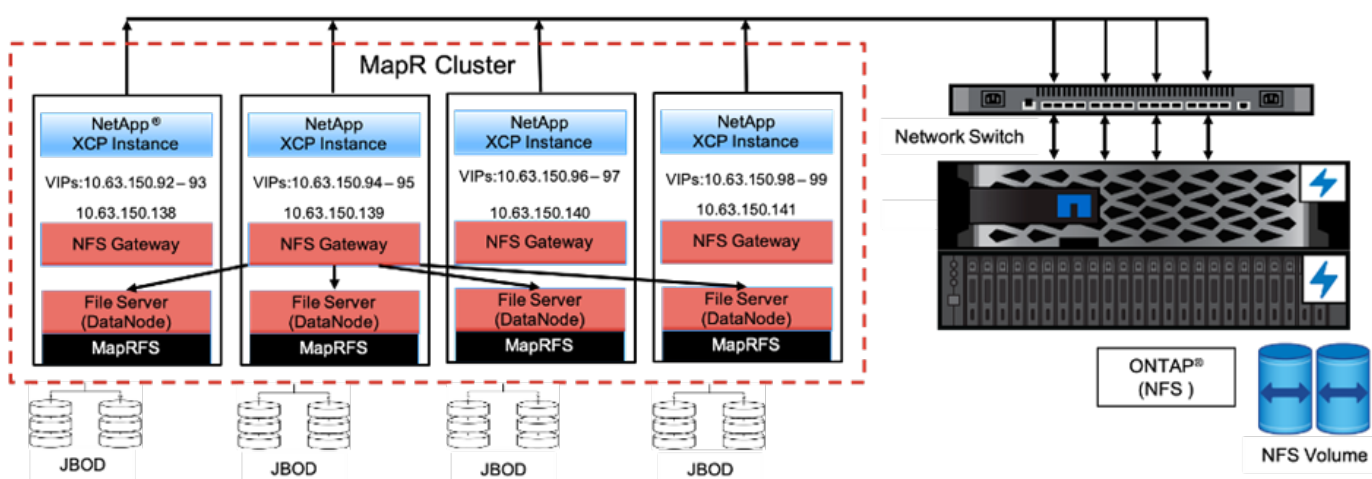 MapR Cluster
NetApp®
XCP Instance
VIPs:10.63.150.92–93
10.63.150.138
NFS Gateway
File Server
(DataNode)
MapRFS
JBOD
NetApp
XCP Instance
VIPs:10.63.150.94–95
10.63.150.139
NFS Gateway
File Server
(DataNode)
MapRFS
JBOD
NetApp
XCP Instance
VIPs:10.63.150.96–97
10.63.150.140
NFS Gateway
File Server
(DataNode)
MapRFS
JBOD
NetApp
XCP Instance
VIPs:10.63.150.98–99
10.63.150.141
NFS Gateway
File Server
(DataNode)
MapRFS
JBOD
Network Switch
ONTAP®
(NFS )
NFS Volume